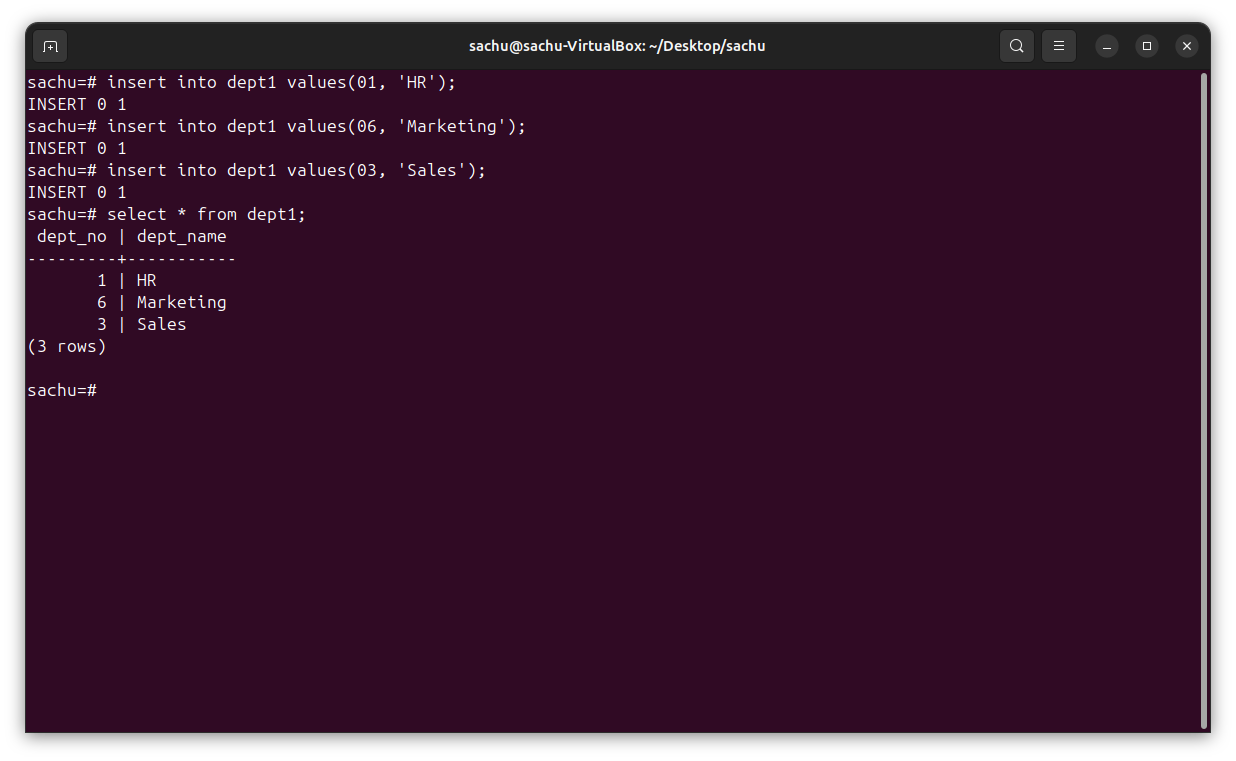 sachu@sachu-VirtualBox: ~/Desktop/sachu
sachu=# insert into dept1 values(01, 'HR');
INSERT 0 1
sachu=# insert into dept1 values(06, 'Marketing');
INSERT 0 1
sachu=# insert into dept1 values(03, 'Sales');
INSERT 0 1
sachu=# select * from dept1;
 dept_no | dept_name
---------+-----------
       1 | HR
       6 | Marketing
       3 | Sales
(3 rows)

sachu=#